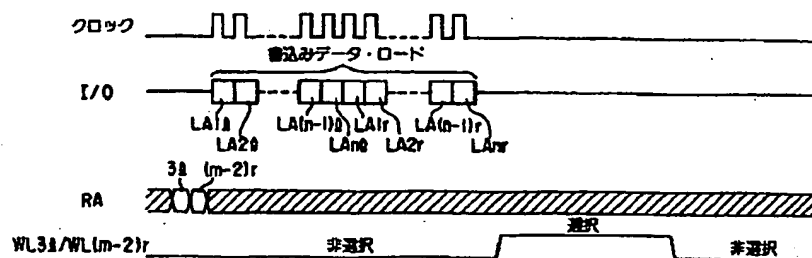 クロック
書込みデータ・ロード
I/O
LA1ℓ
LA2ℓ
LA(n-1)ℓ
LAnℓ
LA1r
LA2r
LA(n-1)r
LAnr
3ℓ (m-2)r
RA
WL3ℓ/WL(m-2)r
非選択
選択
非選択